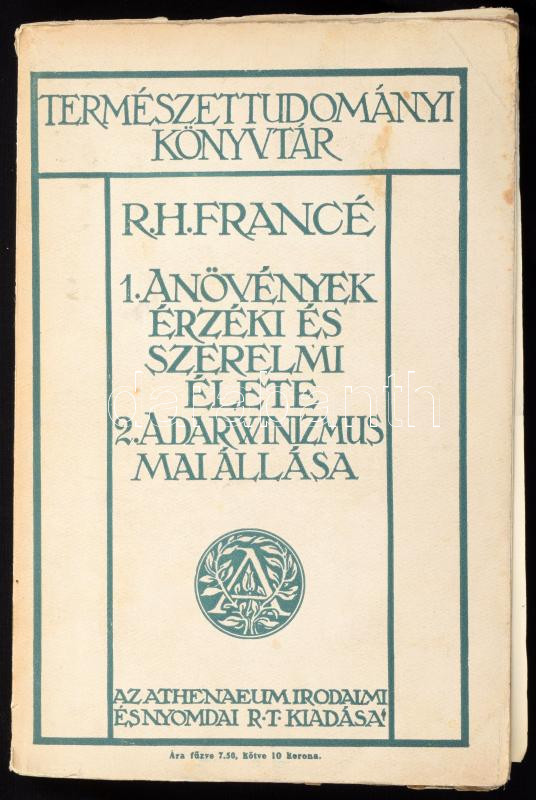 TERMÉSZETTUDOMÁNYI
KÖNYVTÁR
R.H.FRANCÉ
1. A NÖVÉNYEK
ÉRZÉKI ÉS
SZERELMI
ÉLETE
2. A DARWINIZMUS
MAI ÁLLÁSA
darabanth
A
AZ ATHENAEUM IRODALMI
ÉS NYOMDAI R·T· KIADÁSA
Ára fűzve 7.50, kötve 10 korona.